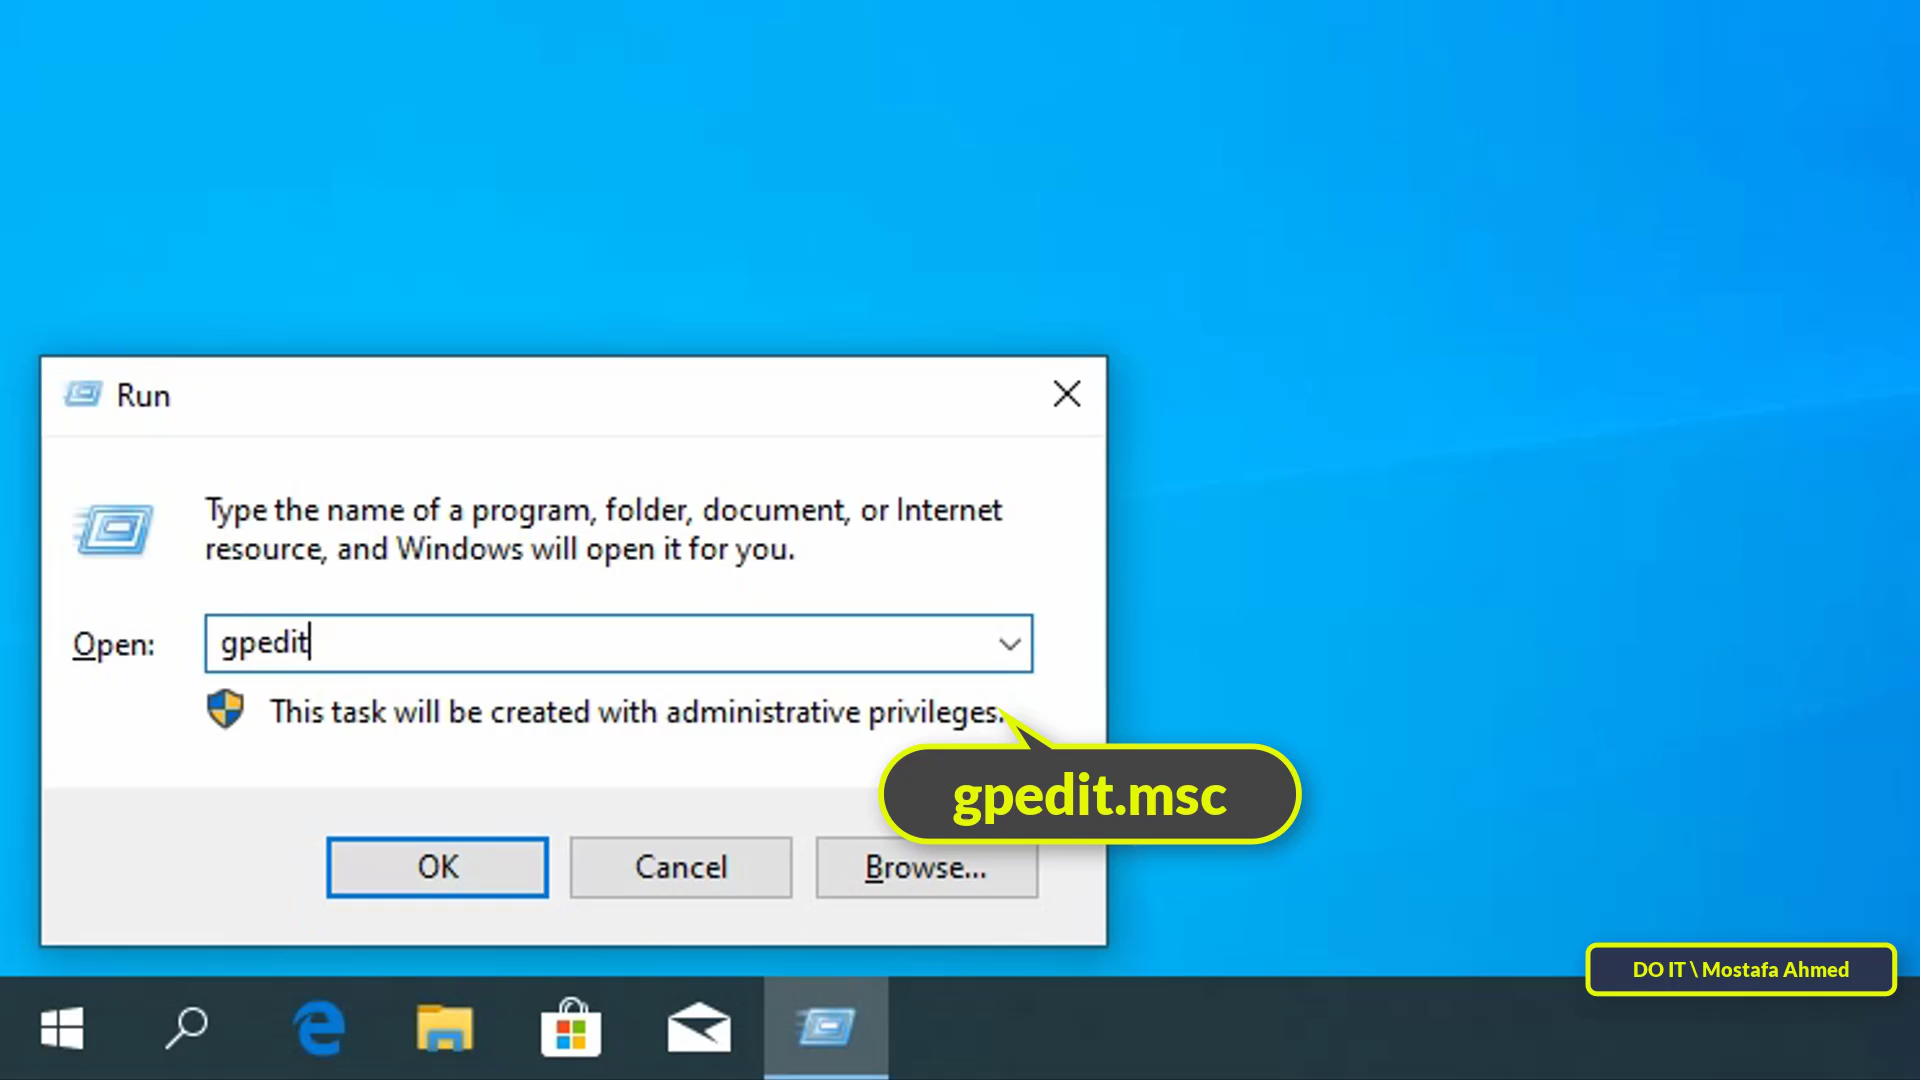 Run
Type the name of a program, folder, document, or Internet
resource, and Windows will open it for you.
Open:
gpedit
This task will be created with administrative privileges.
gpedit.msc
OK
Cancel
Browse...
DO IT \ Mostafa Ahmed